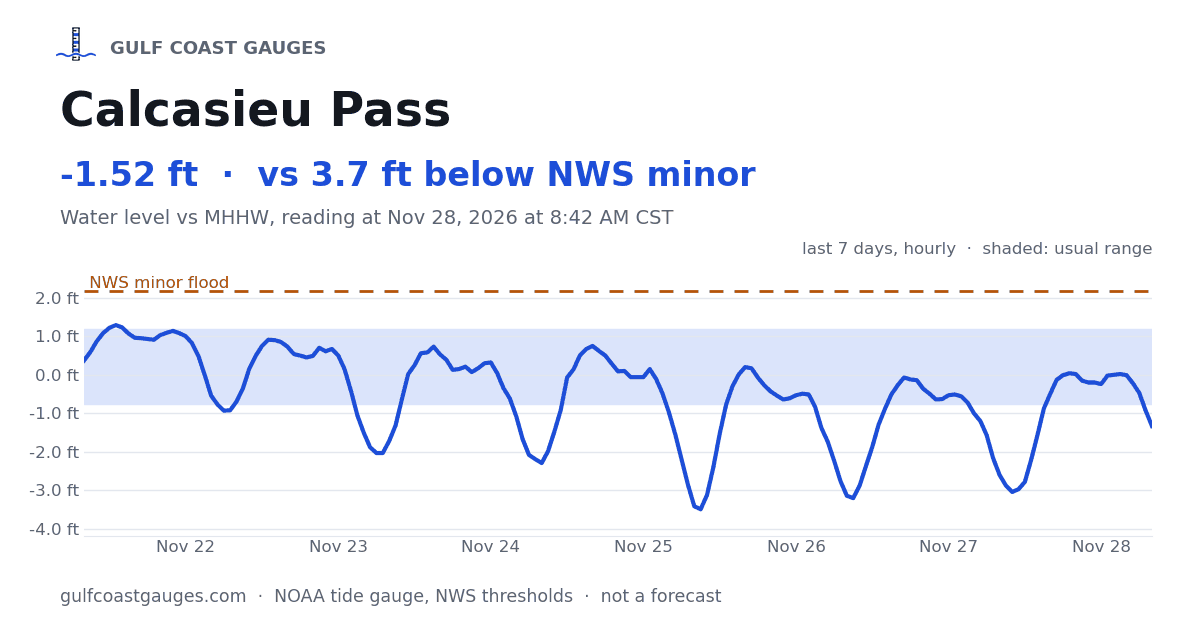 GULF COAST GAUGES
Calcasieu Pass
-1.52 ft · vs 3.7 ft below NWS minor
Water level vs MHHW, reading at Nov 28, 2026 at 8:42 AM CST
last 7 days, hourly · shaded: usual range
NWS minor flood
2.0 ft
1.0 ft
0.0 ft
-1.0 ft
-2.0 ft
-3.0 ft
-4.0 ft
Nov 22 Nov 23 Nov 24 Nov 25 Nov 26 Nov 27 Nov 28
gulfcoastgauges.com · NOAA tide gauge, NWS thresholds · not a forecast